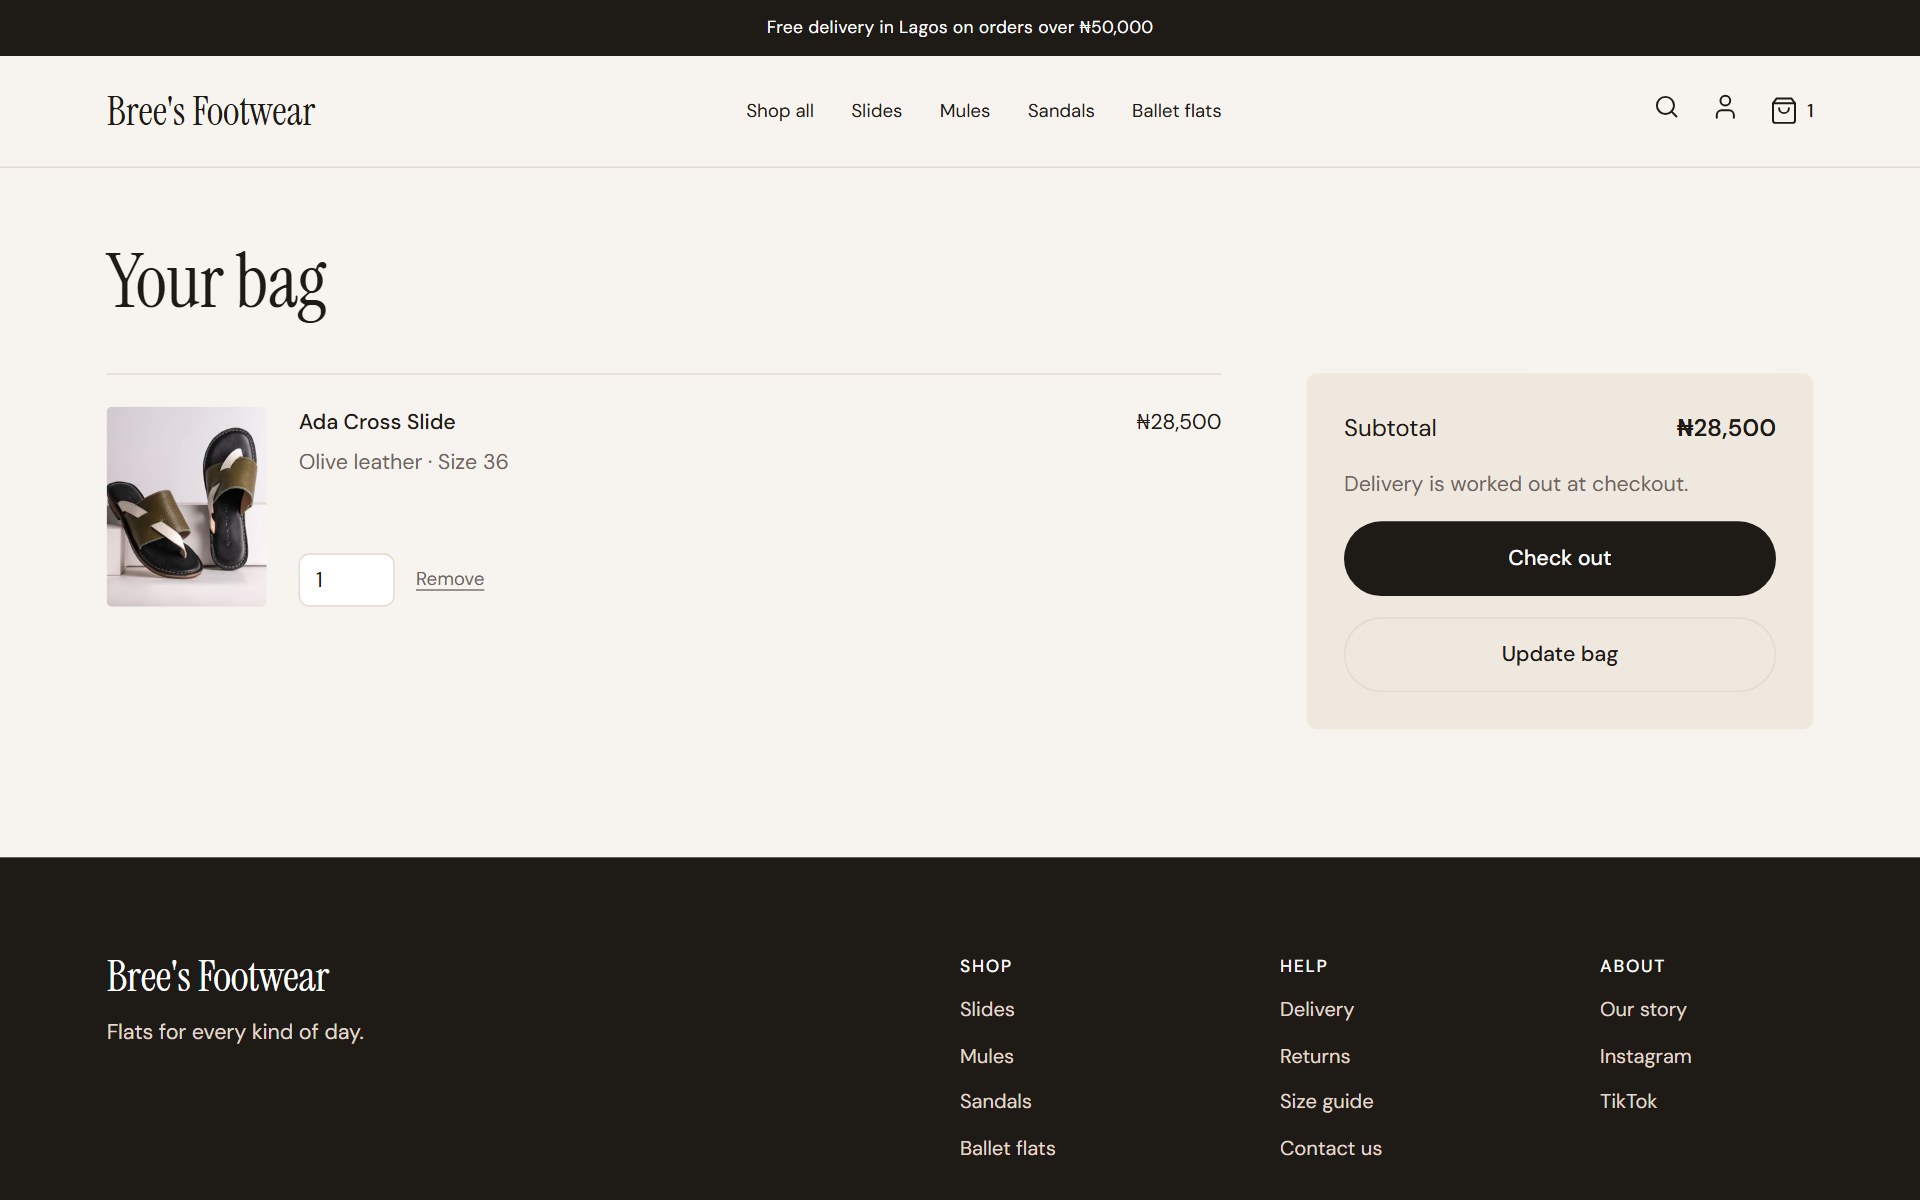 Free delivery in Lagos on orders over ₦50,000
Bree's Footwear
Shop all
Slides
Mules
Sandals
Ballet flats
1
Your bag
Ada Cross Slide
₦28,500
Olive leather · Size 36
1
Remove
Subtotal
₦28,500
Delivery is worked out at checkout.
Check out
Update bag
Bree's Footwear
Flats for every kind of day.
SHOP
Slides
Mules
Sandals
Ballet flats
HELP
Delivery
Returns
Size guide
Contact us
ABOUT
Our story
Instagram
TikTok